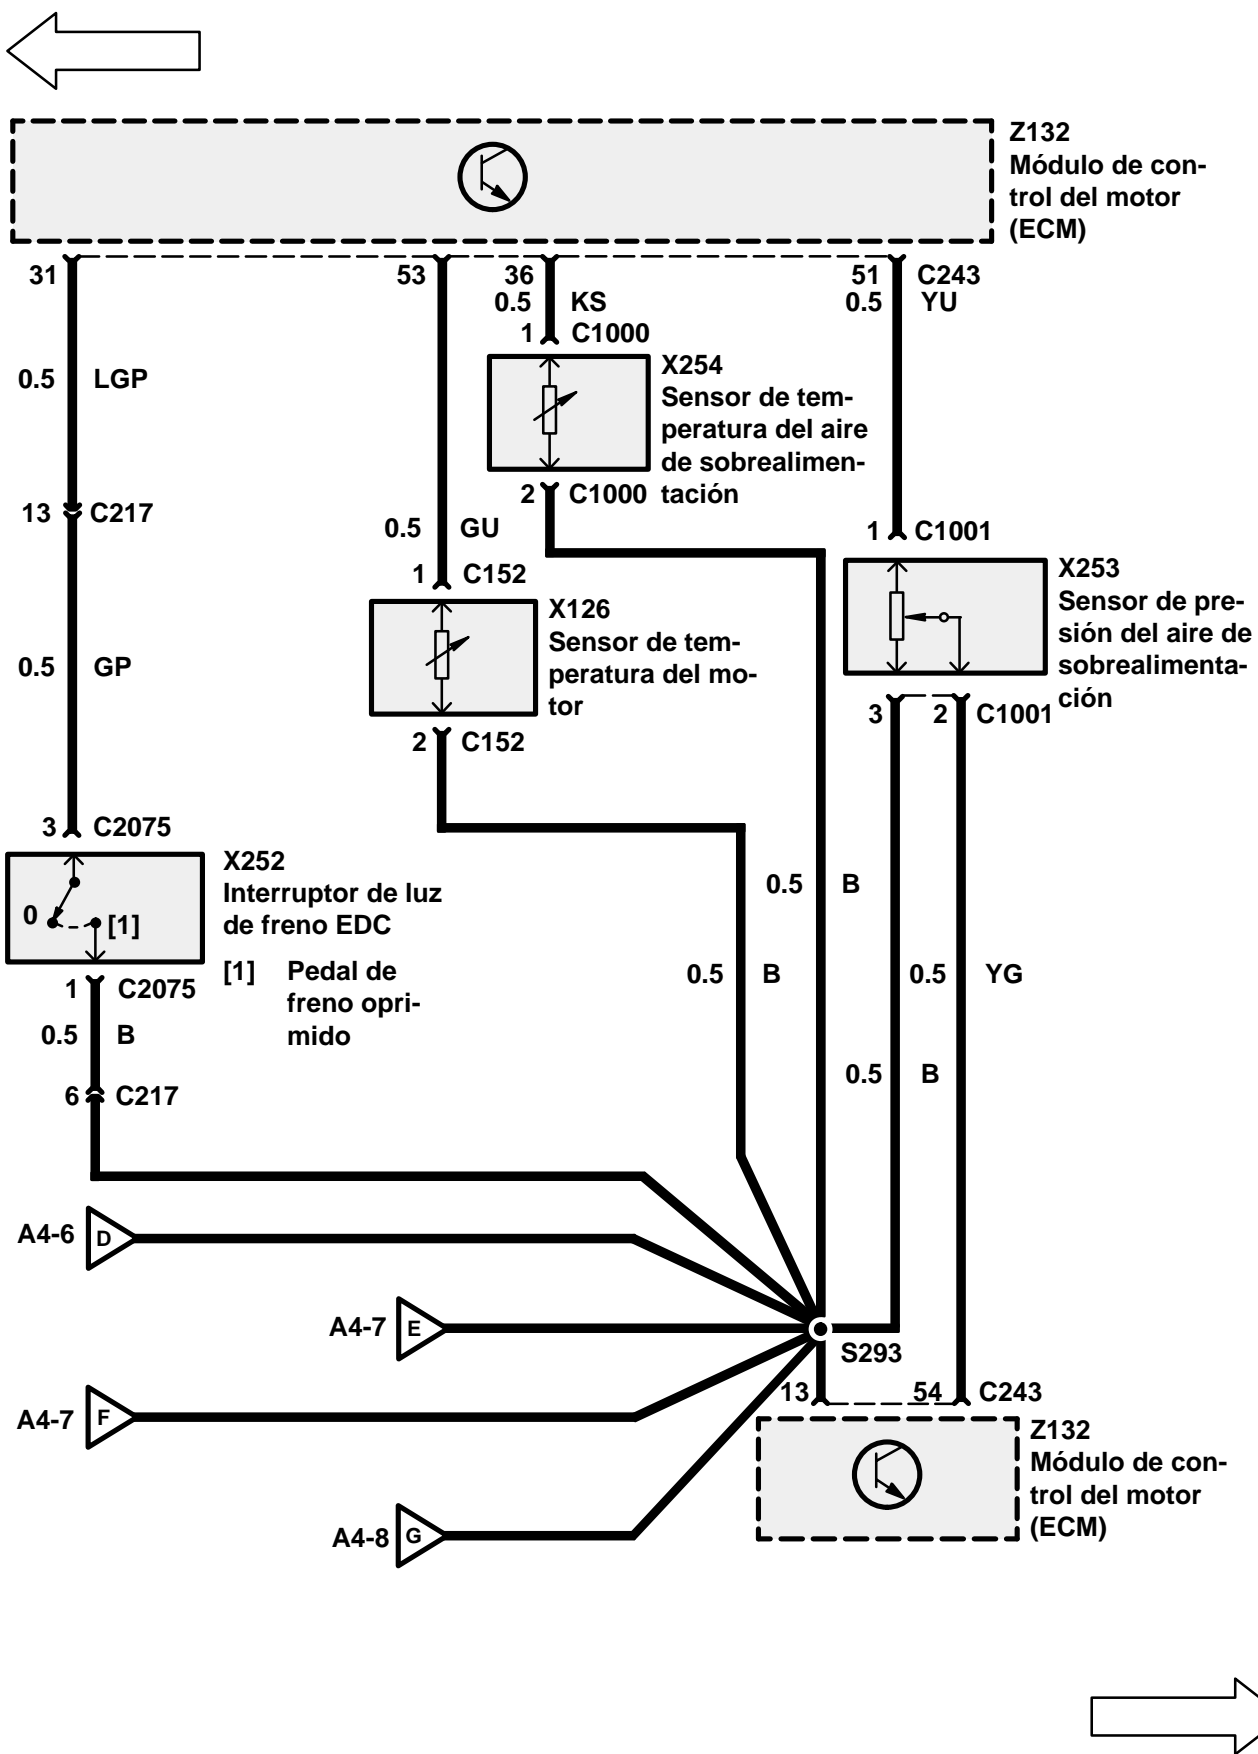 Z132
Módulo de con-
trol del motor
(ECM)
31
53
36
51 C243
0.5 KS
0.5 YU
1 C1000
X254
Sensor de tem-
peratura del aire
de sobrealimen-
tación
0.5 LGP
2 C1000
13 C217
0.5 GU
1 C1001
1 C152
X253
Sensor de pre-
sión del aire de
sobrealimenta-
ción
X126
Sensor de tem-
peratura del mo-
tor
0.5 GP
3
2 C1001
2 C152
3 C2075
X252
Interruptor de luz
de freno EDC
0 [1]
[1] Pedal de
freno opri-
mido
0.5 B
0.5 B
0.5 YG
1 C2075
0.5 B
0.5 B
6 C217
A4-6 D
A4-7 E
S293
A4-7 F
13
54 C243
Z132
Módulo de con-
trol del motor
(ECM)
A4-8 G